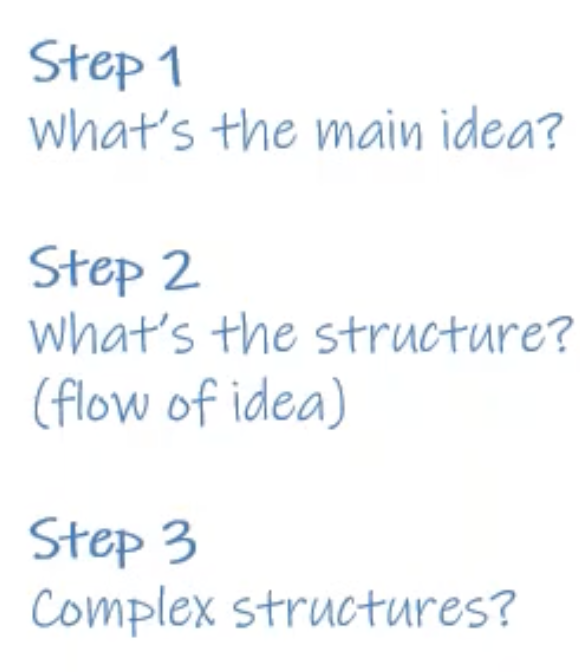 Step 1
What's the main idea?
Step 2
What's the structure?
(flow of idea)
Step 3
Complex structures?